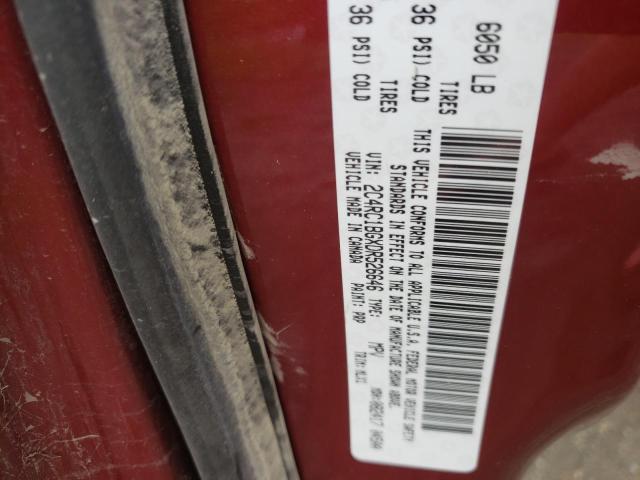 6050 LB
TIRES
36 PSI) COLD
TIRES
36 PSI) COLD
THIS VEHICLE CONFORMS TO ALL APPLICABLE U.S.A. FEDERAL MOTOR VEHICLE SAFETY
STANDARDS IN EFFECT ON THE DATE OF MANUFACTURE SHOWN ABOVE.
VIN: 2C4RC1BGX0R526646 TYPE: MPV
VEHICLE MADE IN CANADA PAINT: PRP